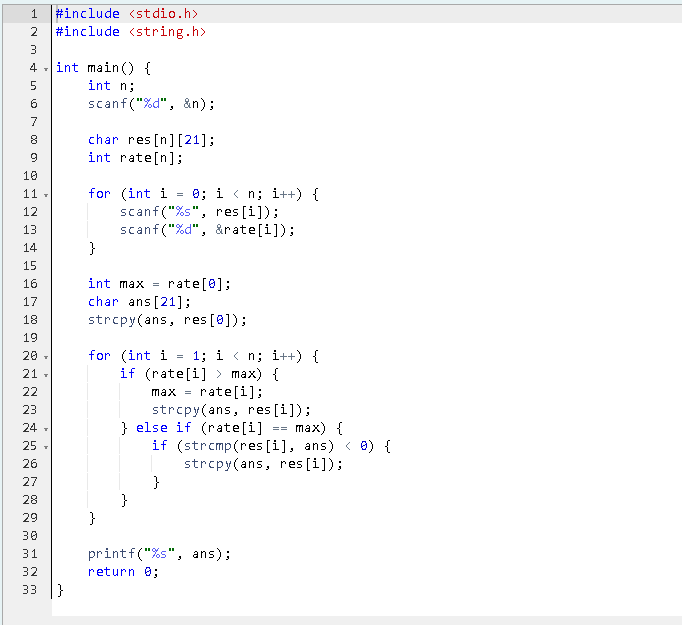 1 #include <stdio.h>
2 #include <string.h>
3
4 int main() {
5     int n;
6     scanf("%d", &n);
7
8     char res[n][21];
9     int rate[n];
10
11     for (int i = 0; i < n; i++) {
12         scanf("%s", res[i]);
13         scanf("%d", &rate[i]);
14     }
15
16     int max = rate[0];
17     char ans[21];
18     strcpy(ans, res[0]);
19
20     for (int i = 1; i < n; i++) {
21         if (rate[i] > max) {
22             max = rate[i];
23             strcpy(ans, res[i]);
24         } else if (rate[i] == max) {
25             if (strcmp(res[i], ans) < 0) {
26                 strcpy(ans, res[i]);
27             }
28         }
29     }
30
31     printf("%s", ans);
32     return 0;
33 }